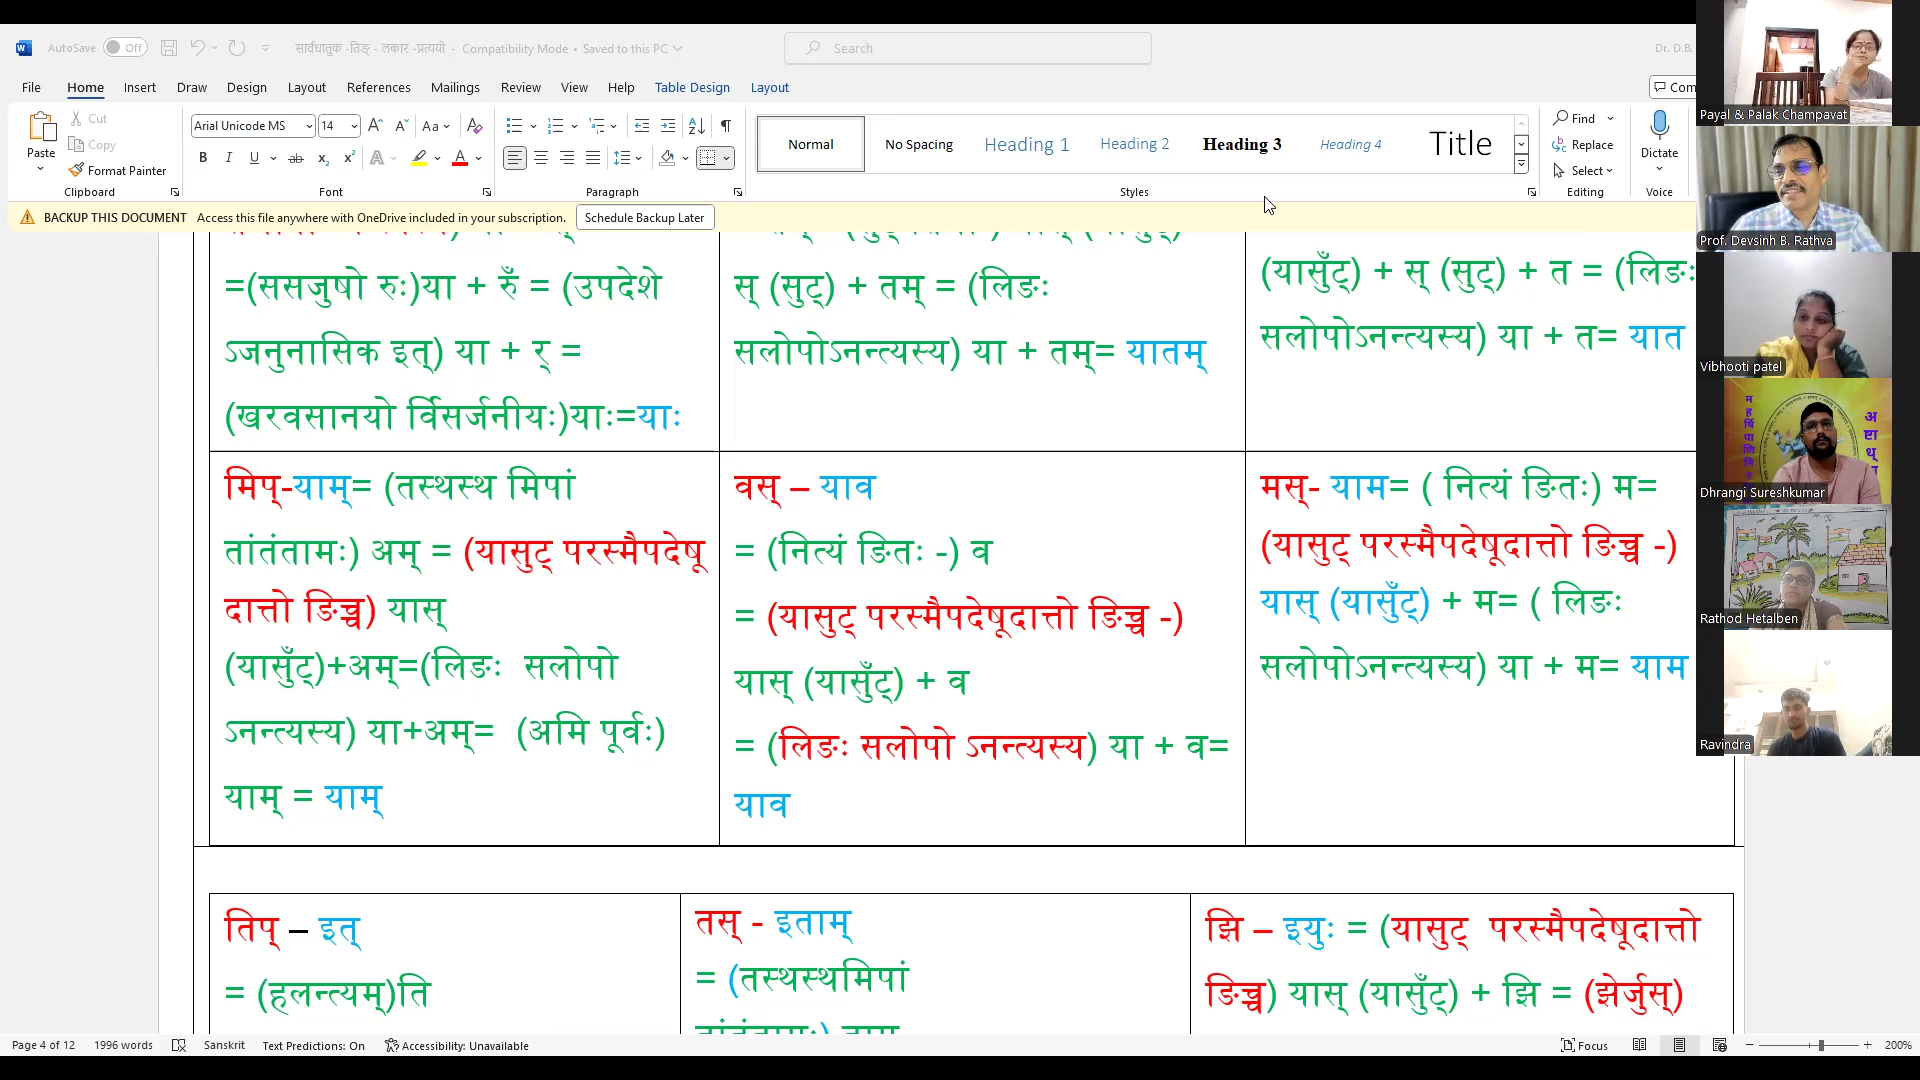 AutoSave Off सार्वधातुक -तिङ् - लकार -प्रत्ययो - Compatibility Mode • Saved to this PC Search Dr. D.B.
File Home Insert Draw Design Layout References Mailings Review View Help Table Design Layout Com
Paste Cut Copy Format Painter
Arial Unicode MS 14
Normal No Spacing Heading 1 Heading 2 Heading 3 Heading 4 Title
Find Replace Select Dictate
Clipboard Font Paragraph Styles Editing Voice
BACKUP THIS DOCUMENT Access this file anywhere with OneDrive included in your subscription. Schedule Backup Later
=(ससजुषो रुः)या + रुँ = (उपदेशे
ऽजनुनासिक इत्) या + र् =
(खरवसानयो र्विसर्जनीयः)याः=याः
स् (सुट्) + तम् = (लिङः
सलोपोऽनन्त्यस्य) या + तम्= यातम्
(यासुँट्) + स् (सुट्) + त = (लिङः
सलोपोऽनन्त्यस्य) या + त= यात
मिप्-याम्= (तस्थस्थ मिपां
तांतंतामः) अम् = (यासुट् परस्मैपदेषू
दात्तो ङिच्च) यास्
(यासुँट्)+अम्=(लिङः सलोपो
ऽनन्त्यस्य) या+अम्= (अमि पूर्वः)
याम् = याम्
वस् – याव
= (नित्यं ङितः -) व
= (यासुट् परस्मैपदेषूदात्तो ङिच्च -)
यास् (यासुँट्) + व
= (लिङः सलोपो ऽनन्त्यस्य) या + व=
याव
मस्- याम= ( नित्यं ङितः) म=
(यासुट् परस्मैपदेषूदात्तो ङिच्च -)
यास् (यासुँट्) + म= ( लिङः
सलोपोऽनन्त्यस्य) या + म= याम
तिप् – इत्
= (हलन्त्यम्)ति
तस् - इताम्
= (तस्थस्थमिपां
झि – इयुः = (यासुट् परस्मैपदेषूदात्तो
ङिच्च) यास् (यासुँट्) + झि = (झेर्जुस्)
Page 4 of 12 1996 words Sanskrit Text Predictions: On Accessibility: Unavailable Focus 200%
Payal & Palak Champavat
Prof. Devsinh B. Rathva
Vibhooti patel
Dhrangi Sureshkumar
Rathod Hetalben
Ravindra